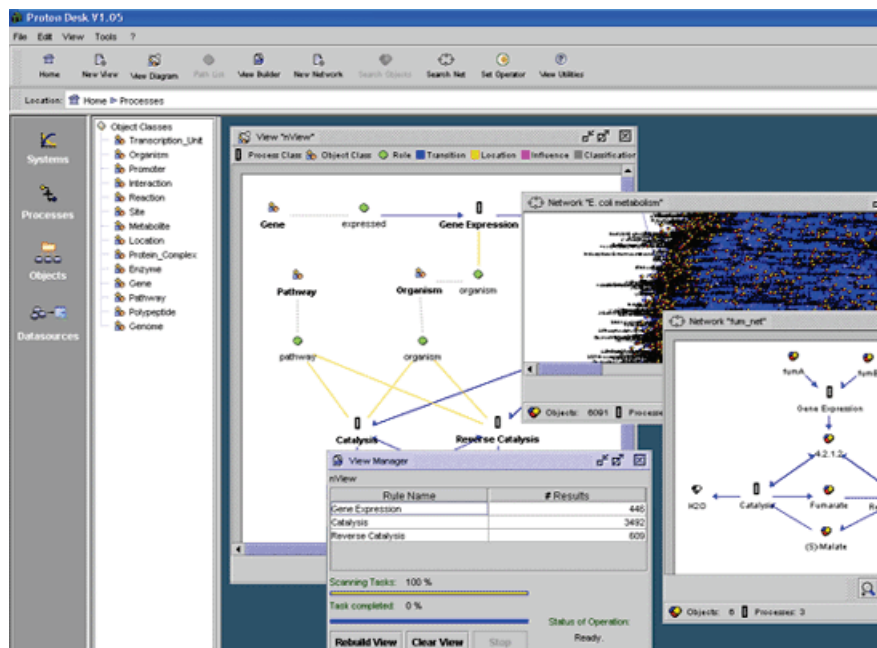 Proton Desk V1.05
File Edit View Tools ?
Home New View View Diagram Path List View Builder New Network Search Objects Search Net Set Operator View Utilities
Location: Home Processes
Systems
Processes
Objects
Datasources
Object Classes
Transcription_Unit
Organism
Promoter
Interaction
Reaction
Site
Metabolite
Location
Protein_Complex
Enzyme
Gene
Pathway
Polypeptide
Genome
View "nView"
Process Class Object Class Role Transition Location Influence Classification
Gene expressed Gene Expression
Pathway Organism organism
pathway organism
Catalysis Reverse Catalysis
Network "E. coli metabolism"
Objects: 6091 Processes
Network "fum_net"
fumA fumB
Gene Expression
4.2.1.2
H2O Catalysis Fumarate Re
(S)-Malate
Objects: 6 Processes: 3
View Manager
nView
Rule Name # Results
Gene Expression 446
Catalysis 3492
Reverse Catalysis 609
Scanning Tasks: 100 %
Task completed: 0 %
Status of Operation:
Ready.
Rebuild View Clear View Stop